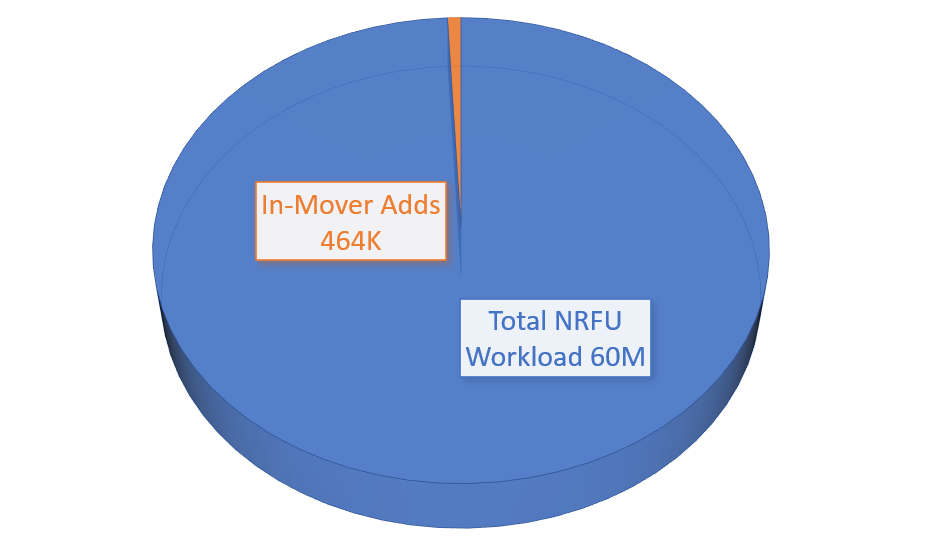 In-Mover Adds
464K
Total NRFU
Workload 60M